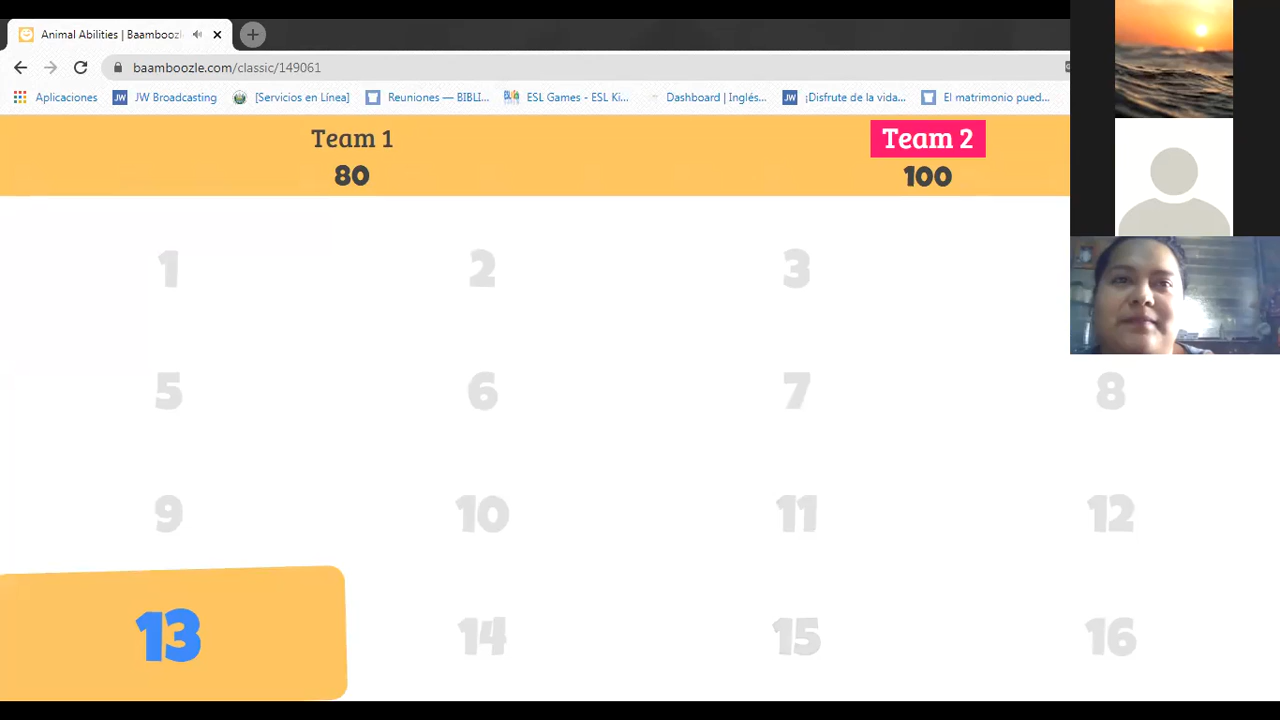 Animal Abilities | Baamboozl
baamboozle.com/classic/149061
Aplicaciones
JW Broadcasting
[Servicios en Línea]
Reuniones — BIBLI...
ESL Games - ESL Ki...
Dashboard | Inglés...
¡Disfrute de la vida...
El matrimonio pued...
Team 1
Team 2
80
100
1 2 3
5 6 7 8
9 10 11 12
13 14 15 16